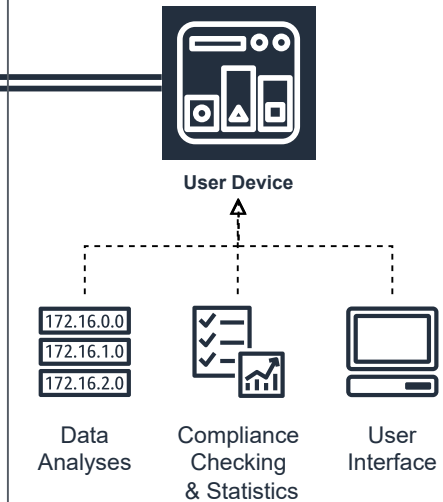 User Device
172.16.0.0
172.16.1.0
172.16.2.0
Data
Analyses
Compliance
Checking
& Statistics
User
Interface